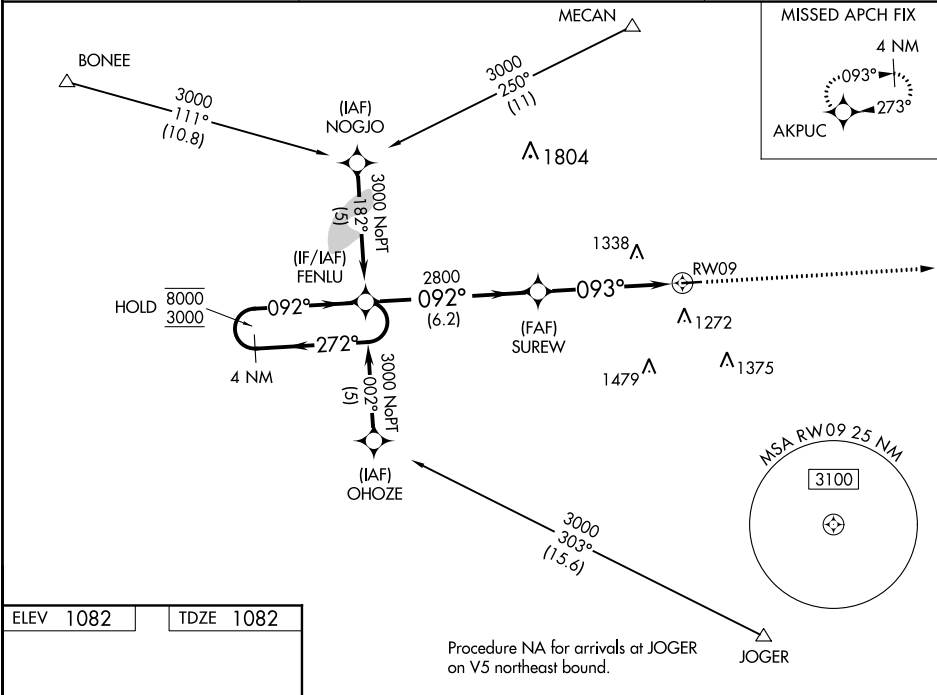 MECAN
MISSED APCH FIX
4 NM
093°
273°
AKPUC
BONEE
3000
111°
(10.8)
3000
250°
(11)
(IAF)
NOGJO
1804
3000 NoPT
182°
(5)
(IF/IAF)
FENLU
1338
RW09
HOLD
8000
3000
092°
2800
092°
(6.2)
093°
272°
4 NM
(FAF)
SUREW
1272
1479
1375
3000 NoPT
002°
(5)
(IAF)
OHOZE
MSA RW09 25 NM
3100
3000
303°
(15.6)
ELEV 1082
TDZE 1082
Procedure NA for arrivals at JOGER
on V5 northeast bound.
JOGER